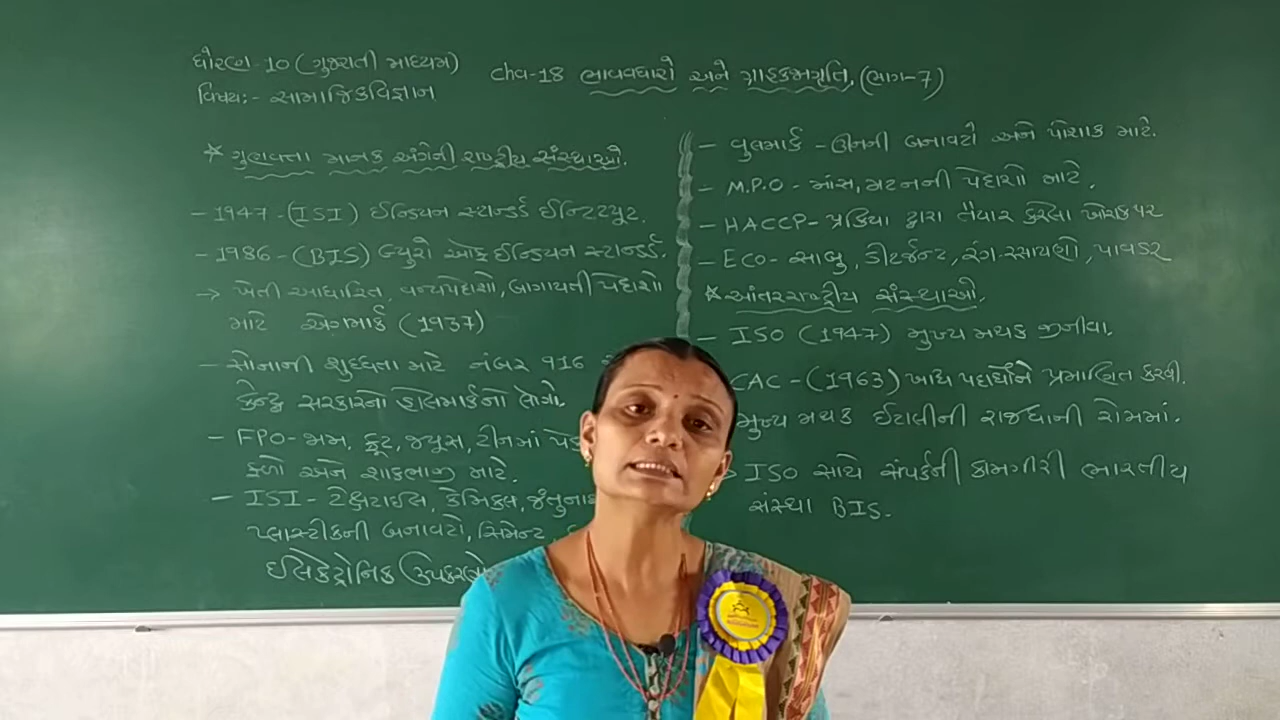 ધોરણ-10 (ગુજરાતી માધ્યમ)
વિષય:- સામાજિકવિજ્ઞાન
cha-18 ભાવવધારો અને ગ્રાહકજાગૃતિ, (ભાગ-7)
* ગુણવત્તા માનક અંગેની રાષ્ટ્રીય સંસ્થાઓ.
- 1947 - (ISI) ઈન્ડિયન સ્ટાન્ડર્ડ ઈન્ટિટયૂટ.
- 1986 - (BIS) બ્યુરો ઓફ ઈન્ડિયન સ્ટાન્ડર્ડ.
→ ખેતી આધારિત, વન્યપેદાશો, બાગાયતી પેદાશો
માટે એગમાર્ક (1937)
- સોનાની શુદ્ધતા માટે નંબર 916
કેન્દ્ર સરકારનો હોલમાર્કનો લોગો.
- FPO - જામ, ફ્રુટ, જ્યુસ, ટીનમાં
ફળો અને શાકભાજી માટે.
- ISI - ટેક્ષટાઈલ, કેમિકલ,
પ્લાસ્ટીકની બનાવટો, સિમેન્ટ
ઈલેક્ટ્રોનિક ઉપકરણો
- વુલમાર્ક - ઊનની બનાવટો અને પોશાક માટે.
- M.P.O - માંસ, મટનની પેદાશો માટે.
- HACCP - પ્રક્રિયા દ્વારા તૈયાર કરેલા ખોરાક પર
- ECO - સાબુ, ડીટર્જન્ટ, રંગ-રસાયણો, પાવડર
* આંતરરાષ્ટ્રીય સંસ્થાઓ.
- ISO (1947) મુખ્ય મથક જીનીવા.
CAC - (1963) ખાદ્ય પદાર્થોને પ્રમાણિત કરવી.
મુખ્ય મથક ઈટાલીની રાજધાની રોમમાં.
ISO સાથે સંપર્કની કામગીરી ભારતીય
સંસ્થા BIS.